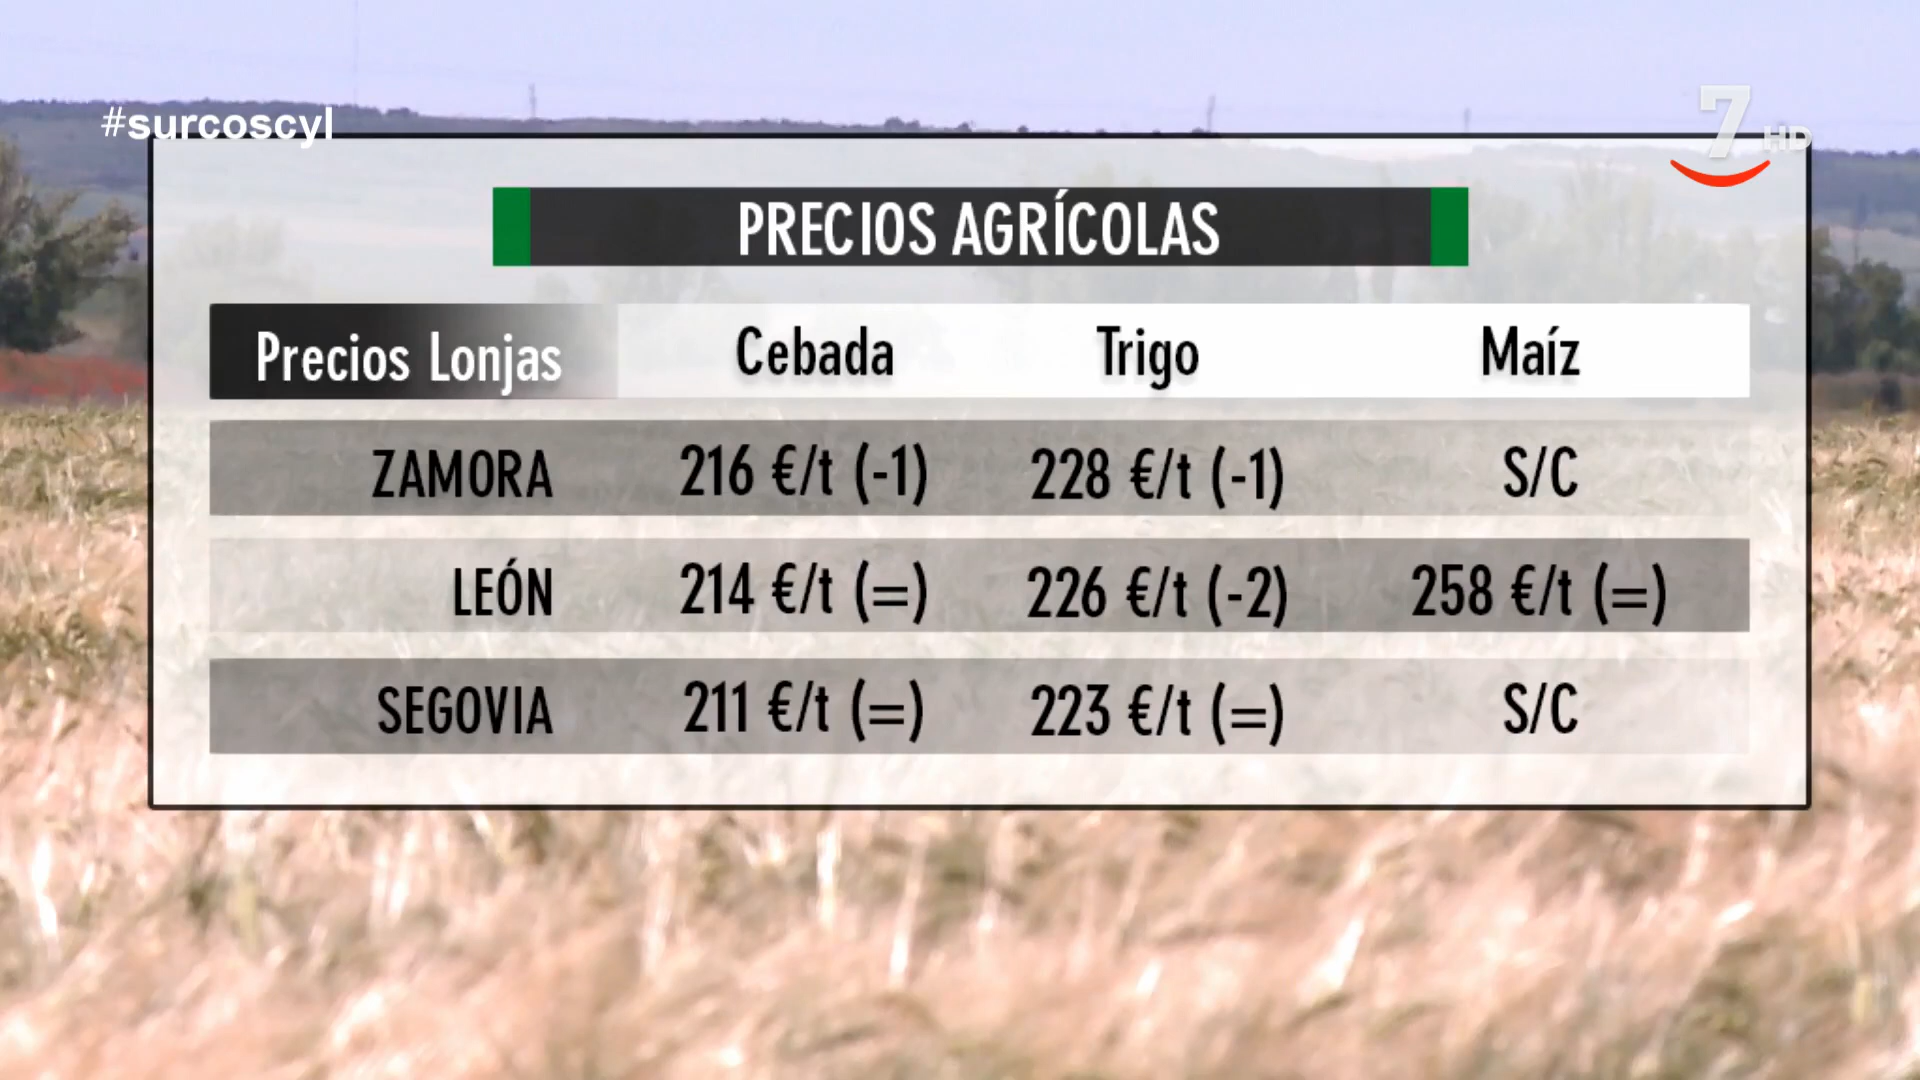 #surcoscyl
7 HD
PRECIOS AGRÍCOLAS
Precios Lonjas Cebada Trigo Maíz
ZAMORA 216 €/t (-1) 228 €/t (-1) S/C
LEÓN 214 €/t (=) 226 €/t (-2) 258 €/t (=)
SEGOVIA 211 €/t (=) 223 €/t (=) S/C